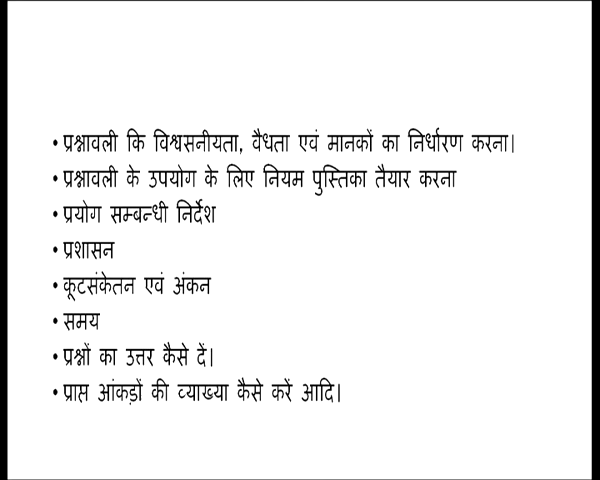 • प्रश्नावली कि विश्वसनीयता, वैधता एवं मानकों का निर्धारण करना।
• प्रश्नावली के उपयोग के लिए नियम पुस्तिका तैयार करना
• प्रयोग सम्बन्धी निर्देश
• प्रशासन
• कूटसंकेतन एवं अंकन
• समय
• प्रश्नों का उत्तर कैसे दें।
• प्राप्त आंकड़ों की व्याख्या कैसे करें आदि।